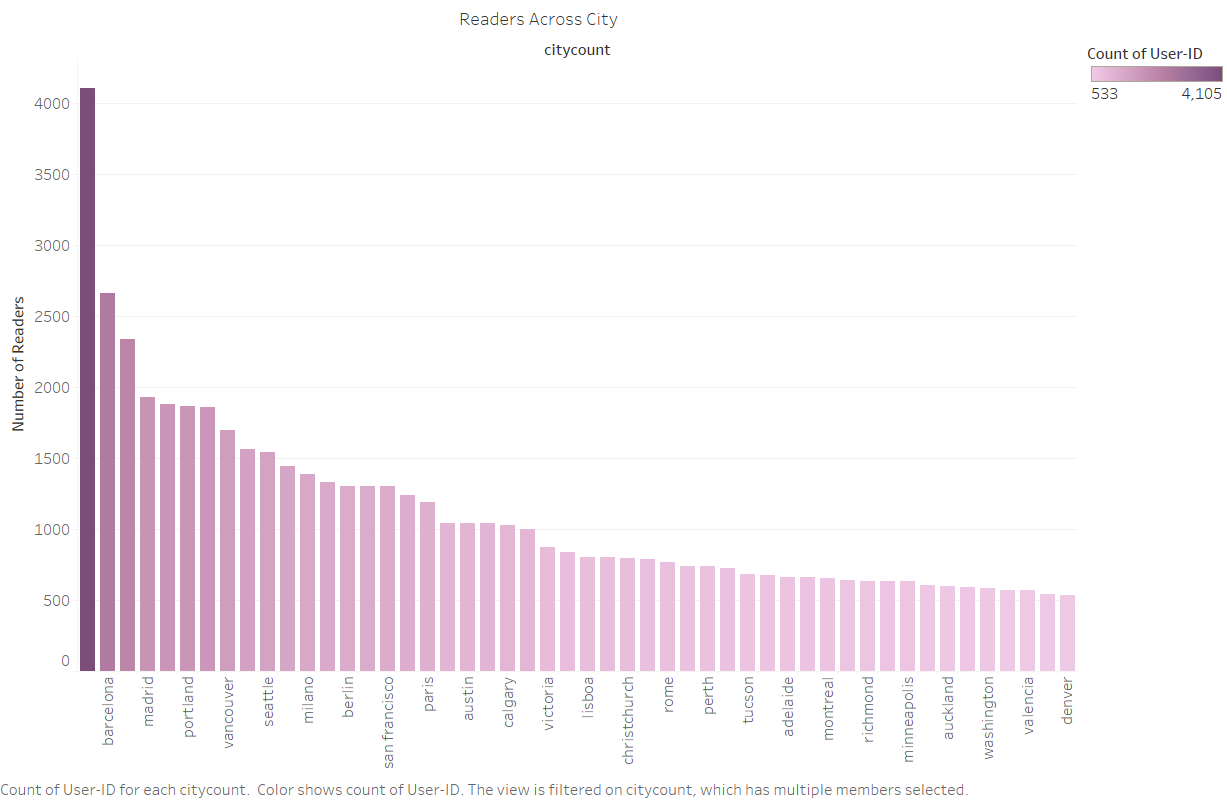 Readers Across City
citycount
Count of User-ID
533 4,105
Number of Readers
4000
3500
3000
2500
2000
1500
1000
500
0
barcelona
madrid
portland
vancouver
seattle
milano
berlin
san francisco
paris
austin
calgary
victoria
lisboa
christchurch
rome
perth
tucson
adelaide
montreal
richmond
minneapolis
auckland
washington
valencia
denver
Count of User-ID for each citycount.  Color shows count of User-ID. The view is filtered on citycount, which has multiple members selected.